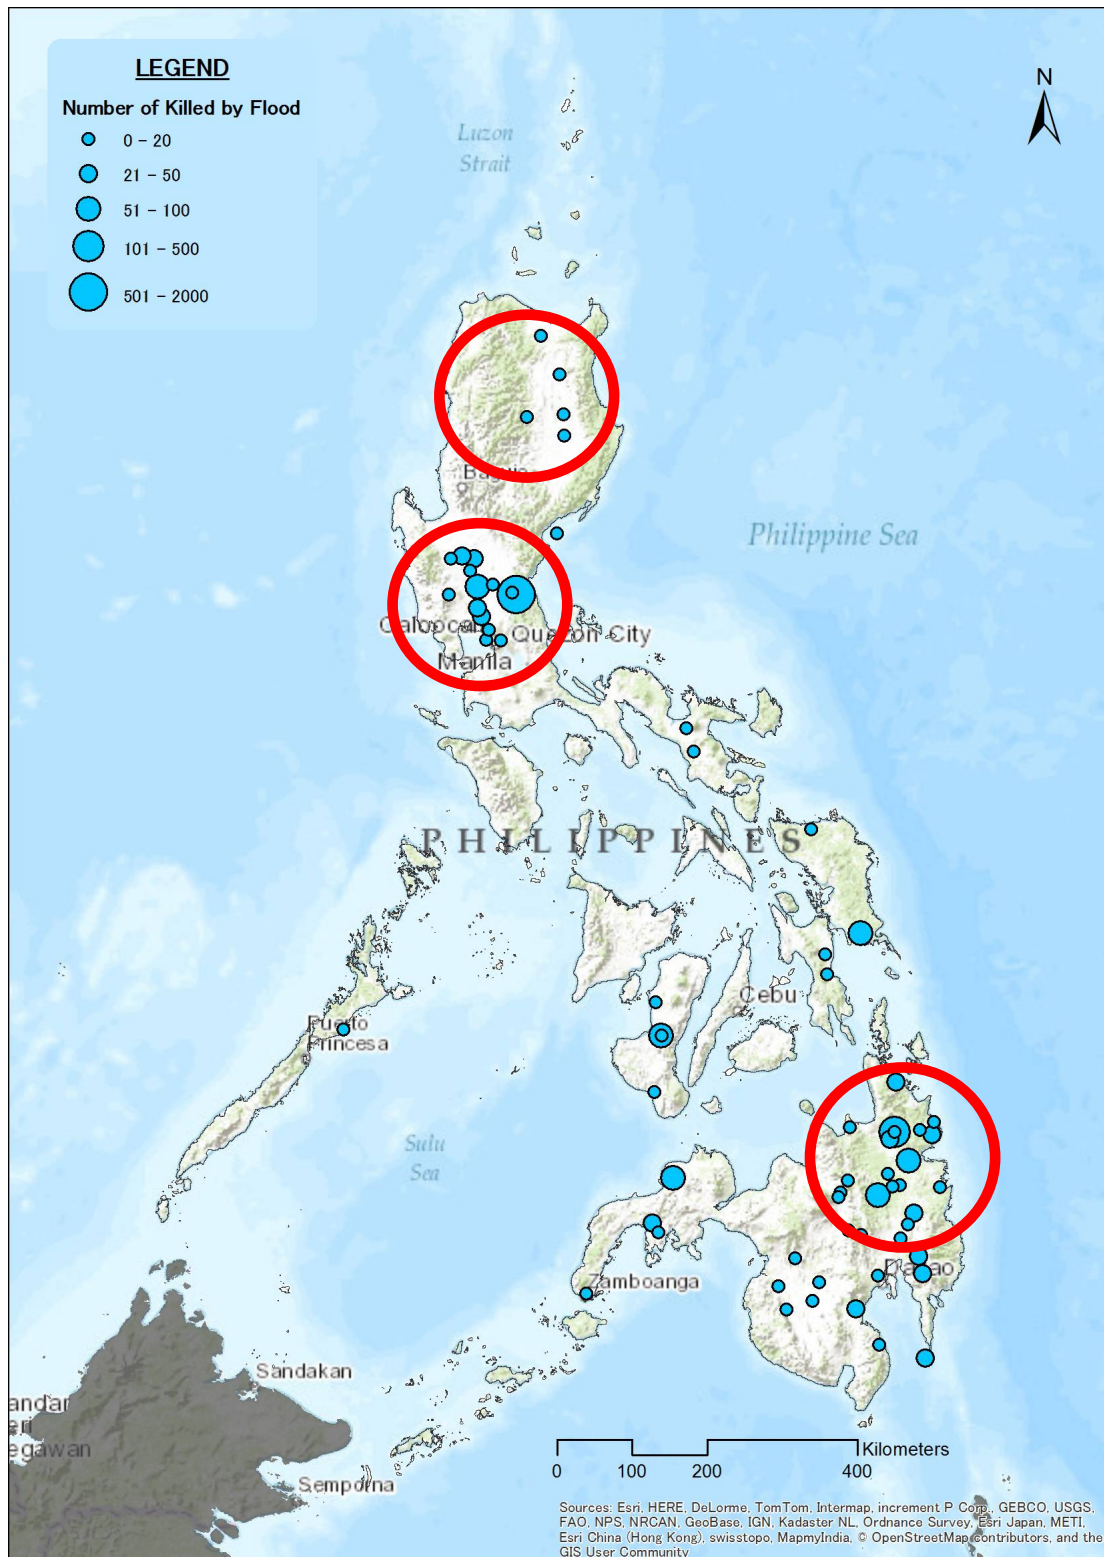 LEGEND
Number of Killed by Flood
0 - 20
21 - 50
51 - 100
101 - 500
501 - 2000
N
Luzon
Strait
Philippine Sea
Quezon City
Manila
PHILIPPINES
Cebu
Puerto
Princesa
Sulu
Sea
Zamboanga
Davao
Sandakan
Semporna
Kilometers
0 100 200 400
Sources: Esri, HERE, DeLorme, TomTom, Intermap, increment P Corp., GEBCO, USGS,
FAO, NPS, NRCAN, GeoBase, IGN, Kadaster NL, Ordnance Survey, Esri Japan, METI,
Esri China (Hong Kong), swisstopo, MapmyIndia, © OpenStreetMap contributors, and the
GIS User Community